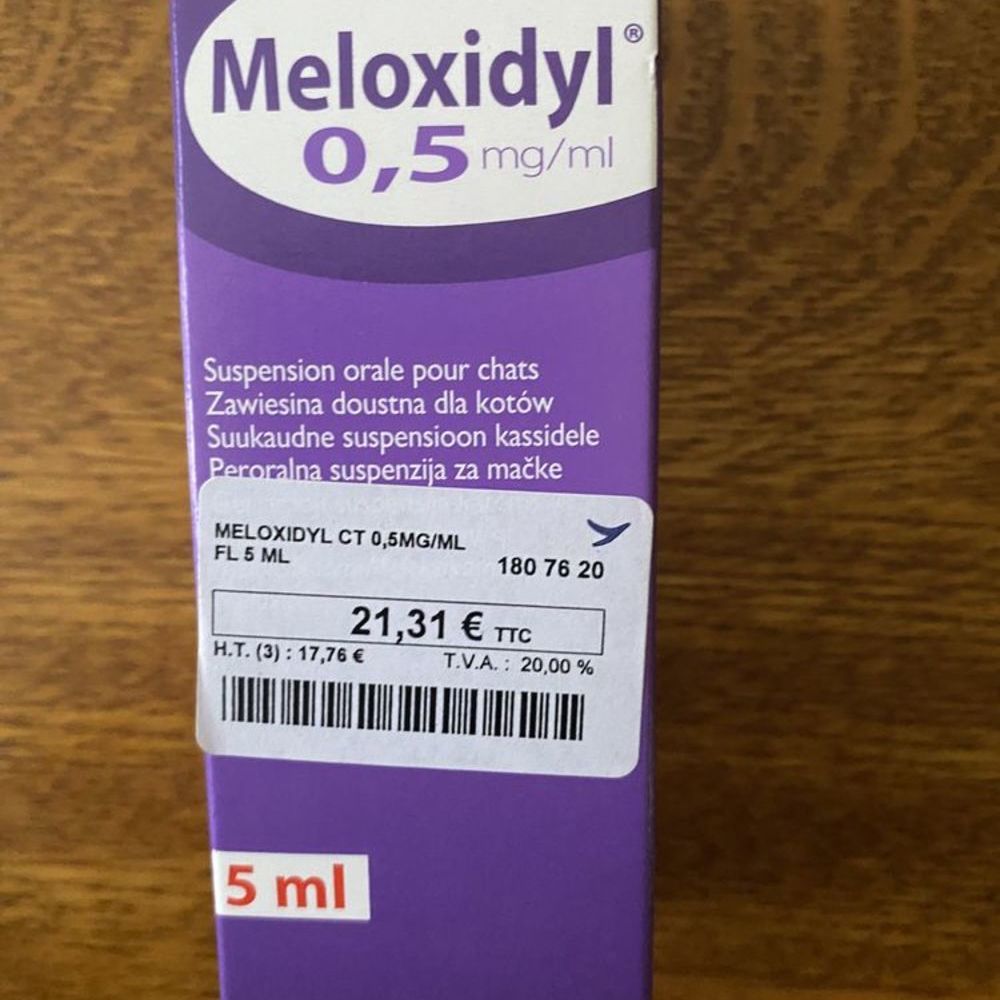 Meloxidyl®
0,5 mg/ml
Suspension orale pour chats
Zawiesina doustna dla kotów
Suukaudne suspensioon kassidele
Peroralna suspenzija za mačke
MELOXIDYL CT 0,5MG/ML
FL 5 ML
180 76 20
21,31 € TTC
H.T. (3) : 17,76 € T.V.A. : 20,00 %
5 ml